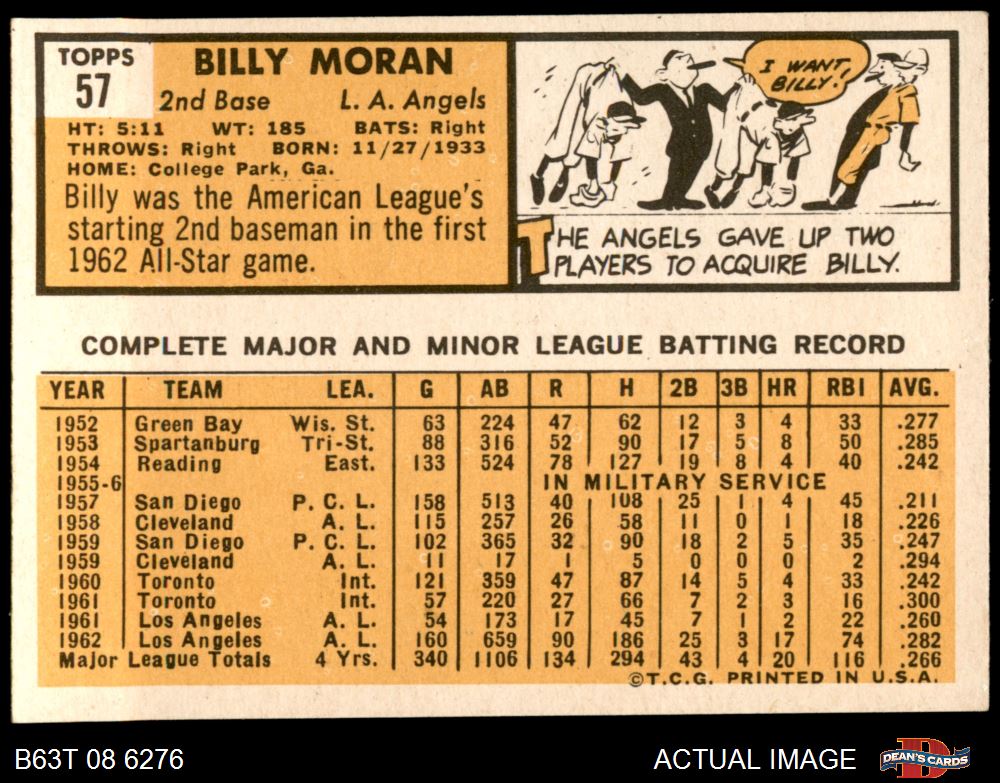 TOPPS
57
BILLY MORAN
2nd Base L. A. Angels
HT: 5:11 WT: 185 BATS: Right
THROWS: Right BORN: 11/27/1933
HOME: College Park, Ga.
Billy was the American League's
starting 2nd baseman in the first
1962 All-Star game.
I WANT
BILLY!
THE ANGELS GAVE UP TWO
PLAYERS TO ACQUIRE BILLY.
COMPLETE MAJOR AND MINOR LEAGUE BATTING RECORD
YEAR TEAM LEA. G AB R H 2B 3B HR RBI AVG.
1952 Green Bay Wis. St. 63 224 47 62 12 3 4 33 .277
1953 Spartanburg Tri-St. 88 316 52 90 17 5 8 50 .285
1954 Reading East. 133 524 78 127 19 8 4 40 .242
1955-6 IN MILITARY SERVICE
1957 San Diego P. C. L. 158 513 40 108 25 1 4 45 .211
1958 Cleveland A. L. 115 257 26 58 11 0 1 18 .226
1959 San Diego P. C. L. 102 365 32 90 18 2 5 35 .247
1959 Cleveland A. L. 11 17 1 5 0 0 0 2 .294
1960 Toronto Int. 121 359 47 87 14 5 4 33 .242
1961 Toronto Int. 57 220 27 66 7 2 3 16 .300
1961 Los Angeles A. L. 54 173 17 45 7 1 2 22 .260
1962 Los Angeles A. L. 160 659 90 186 25 3 17 74 .282
Major League Totals 4 Yrs. 340 1106 134 294 43 4 20 116 .266
©T.C.G. PRINTED IN U.S.A.
B63T 08 6276 ACTUAL IMAGE
D
DEAN'S CARDS